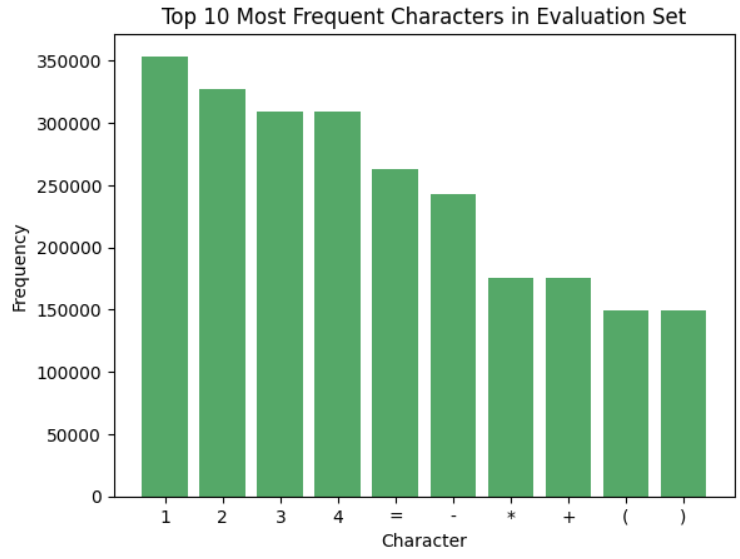 Top 10 Most Frequent Characters in Evaluation Set
350000
300000
250000
200000
150000
100000
50000
0
Frequency
1 2 3 4 = - * + ( )
Character